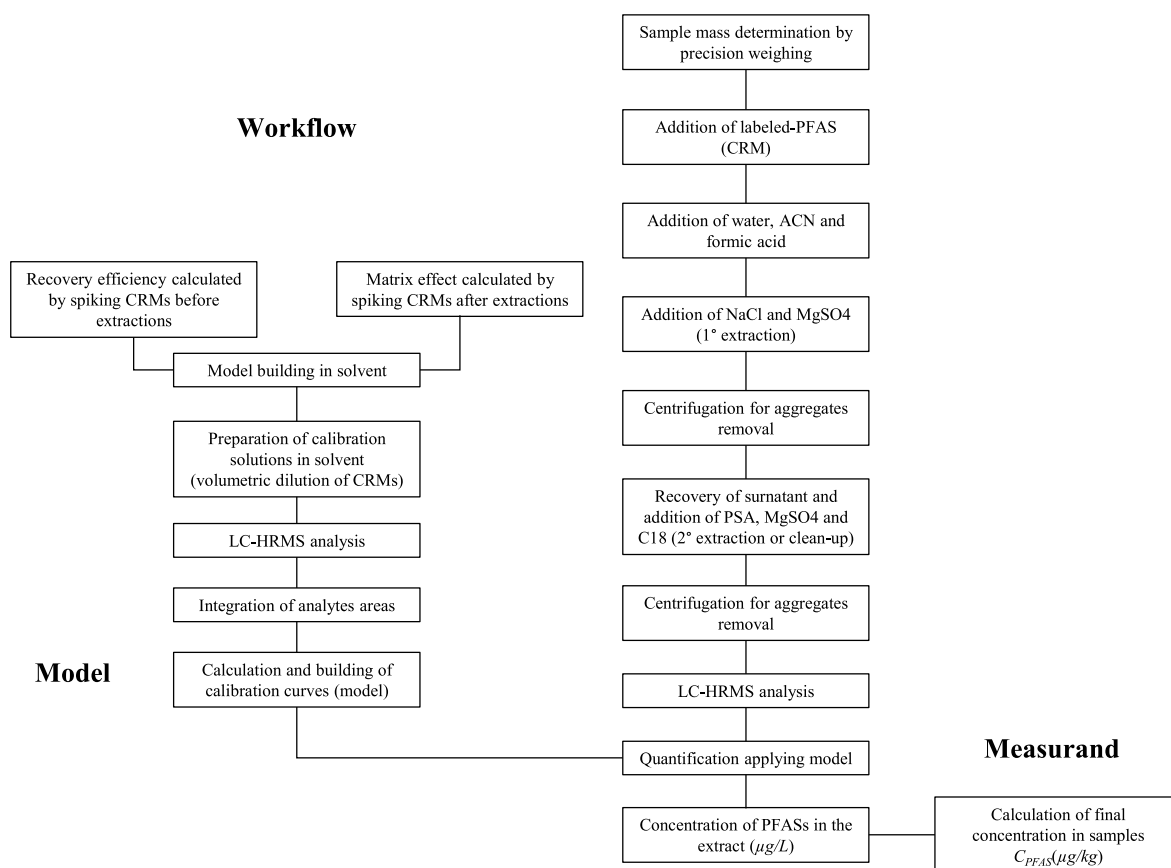 Workflow
Sample mass determination by
precision weighing
Addition of labeled-PFAS
(CRM)
Addition of water, ACN and
formic acid
Addition of NaCl and MgSO4
(1° extraction)
Centrifugation for aggregates
removal
Recovery of surnatant and
addition of PSA, MgSO4 and
C18 (2° extraction or clean-up)
Centrifugation for aggregates
removal
LC-HRMS analysis
Quantification applying model
Concentration of PFASs in the
extract (µg/L)
Recovery efficiency calculated
by spiking CRMs before
extractions
Matrix effect calculated by
spiking CRMs after extractions
Model building in solvent
Preparation of calibration
solutions in solvent
(volumetric dilution of CRMs)
LC-HRMS analysis
Integration of analytes areas
Model
Calculation and building of
calibration curves (model)
Measurand
Calculation of final
concentration in samples
C_PFAS(µg/kg)